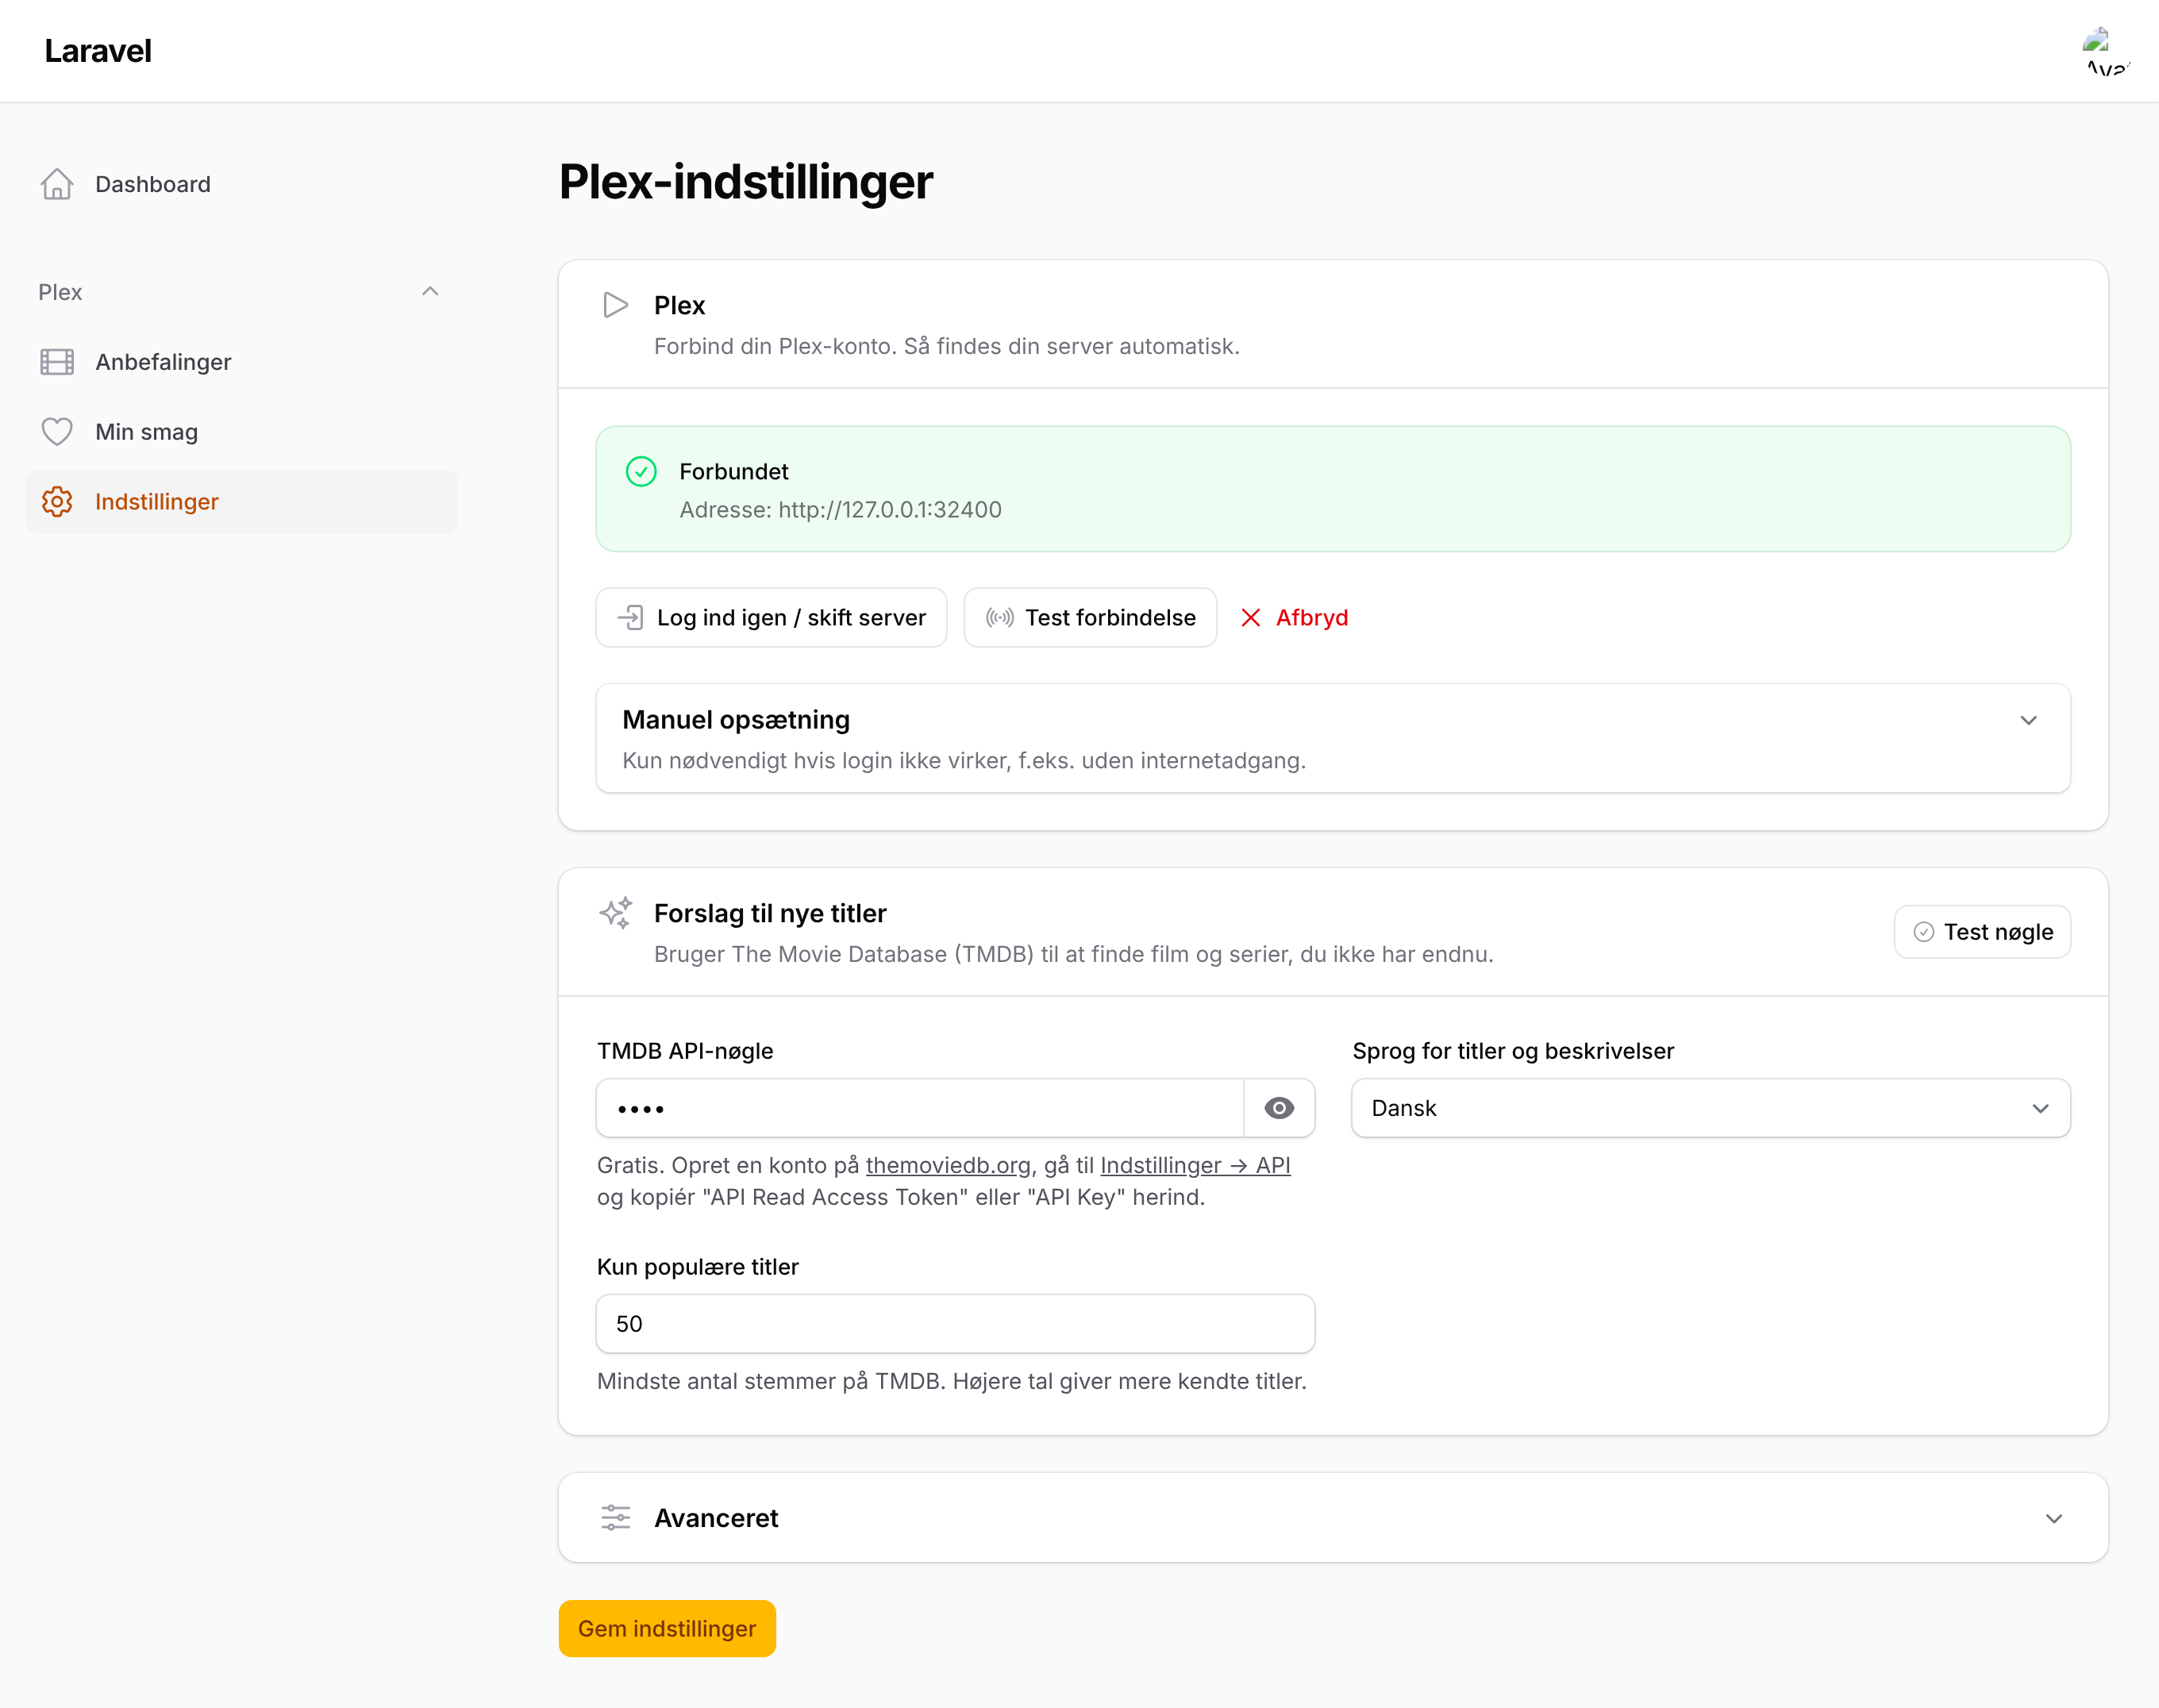 Laravel
Dashboard
Plex
Anbefalinger
Min smag
Indstillinger
Plex-indstillinger
Plex
Forbind din Plex-konto. Så findes din server automatisk.
Forbundet
Adresse: http://127.0.0.1:32400
Log ind igen / skift server
Test forbindelse
Afbryd
Manuel opsætning
Kun nødvendigt hvis login ikke virker, f.eks. uden internetadgang.
Forslag til nye titler
Bruger The Movie Database (TMDB) til at finde film og serier, du ikke har endnu.
Test nøgle
TMDB API-nøgle
••••
Gratis. Opret en konto på themoviedb.org, gå til Indstillinger → API
og kopiér "API Read Access Token" eller "API Key" herind.
Sprog for titler og beskrivelser
Dansk
Kun populære titler
50
Mindste antal stemmer på TMDB. Højere tal giver mere kendte titler.
Avanceret
Gem indstillinger